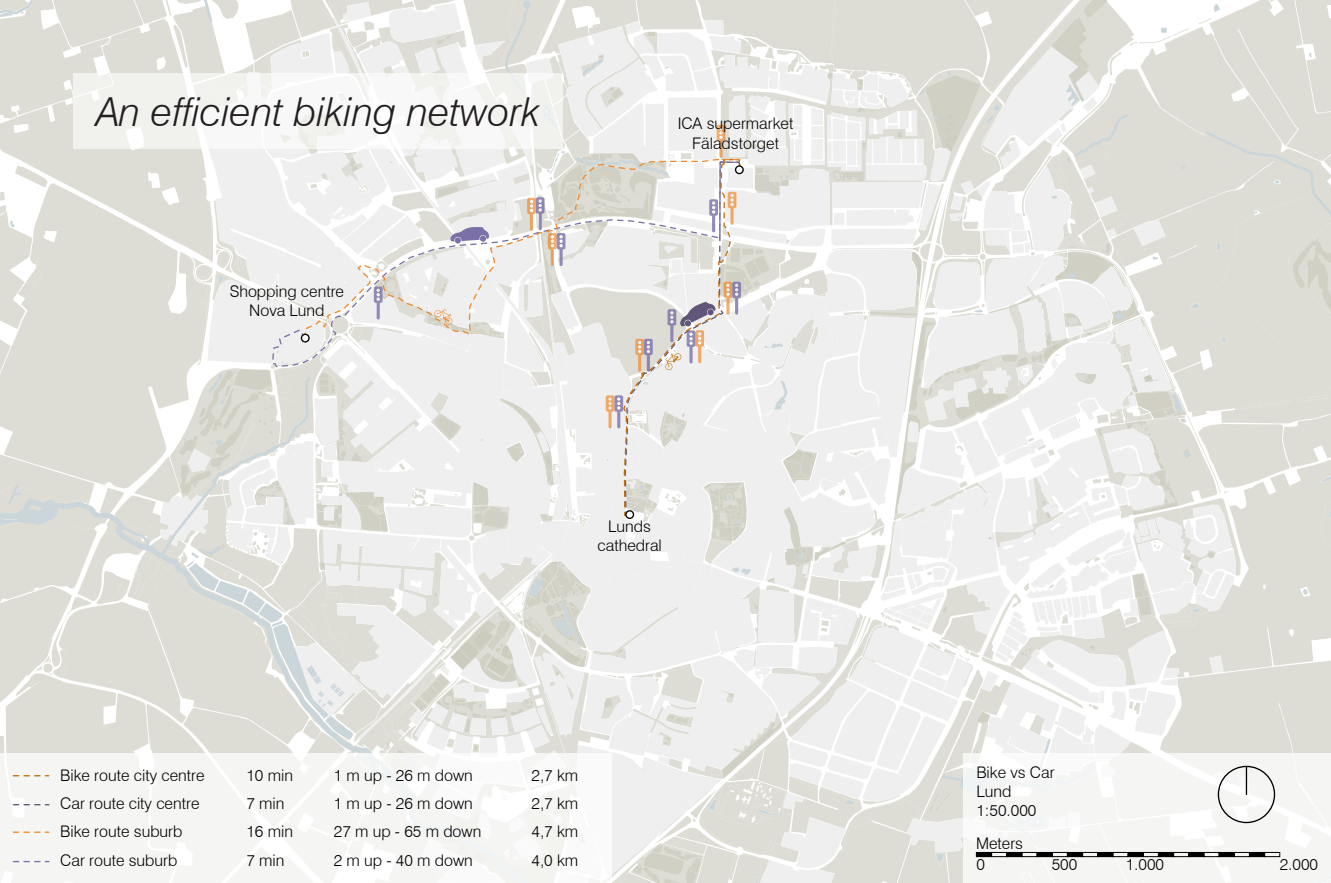 An efficient biking network
ICA supermarket
Fäladstorget
Shopping centre
Nova Lund
Lunds
cathedral
Bike route city centre 10 min 1 m up - 26 m down 2,7 km
Car route city centre 7 min 1 m up - 26 m down 2,7 km
Bike route suburb 16 min 27 m up - 65 m down 4,7 km
Car route suburb 7 min 2 m up - 40 m down 4,0 km
Bike vs Car
Lund
1:50.000
Meters
0 500 1.000 2.000